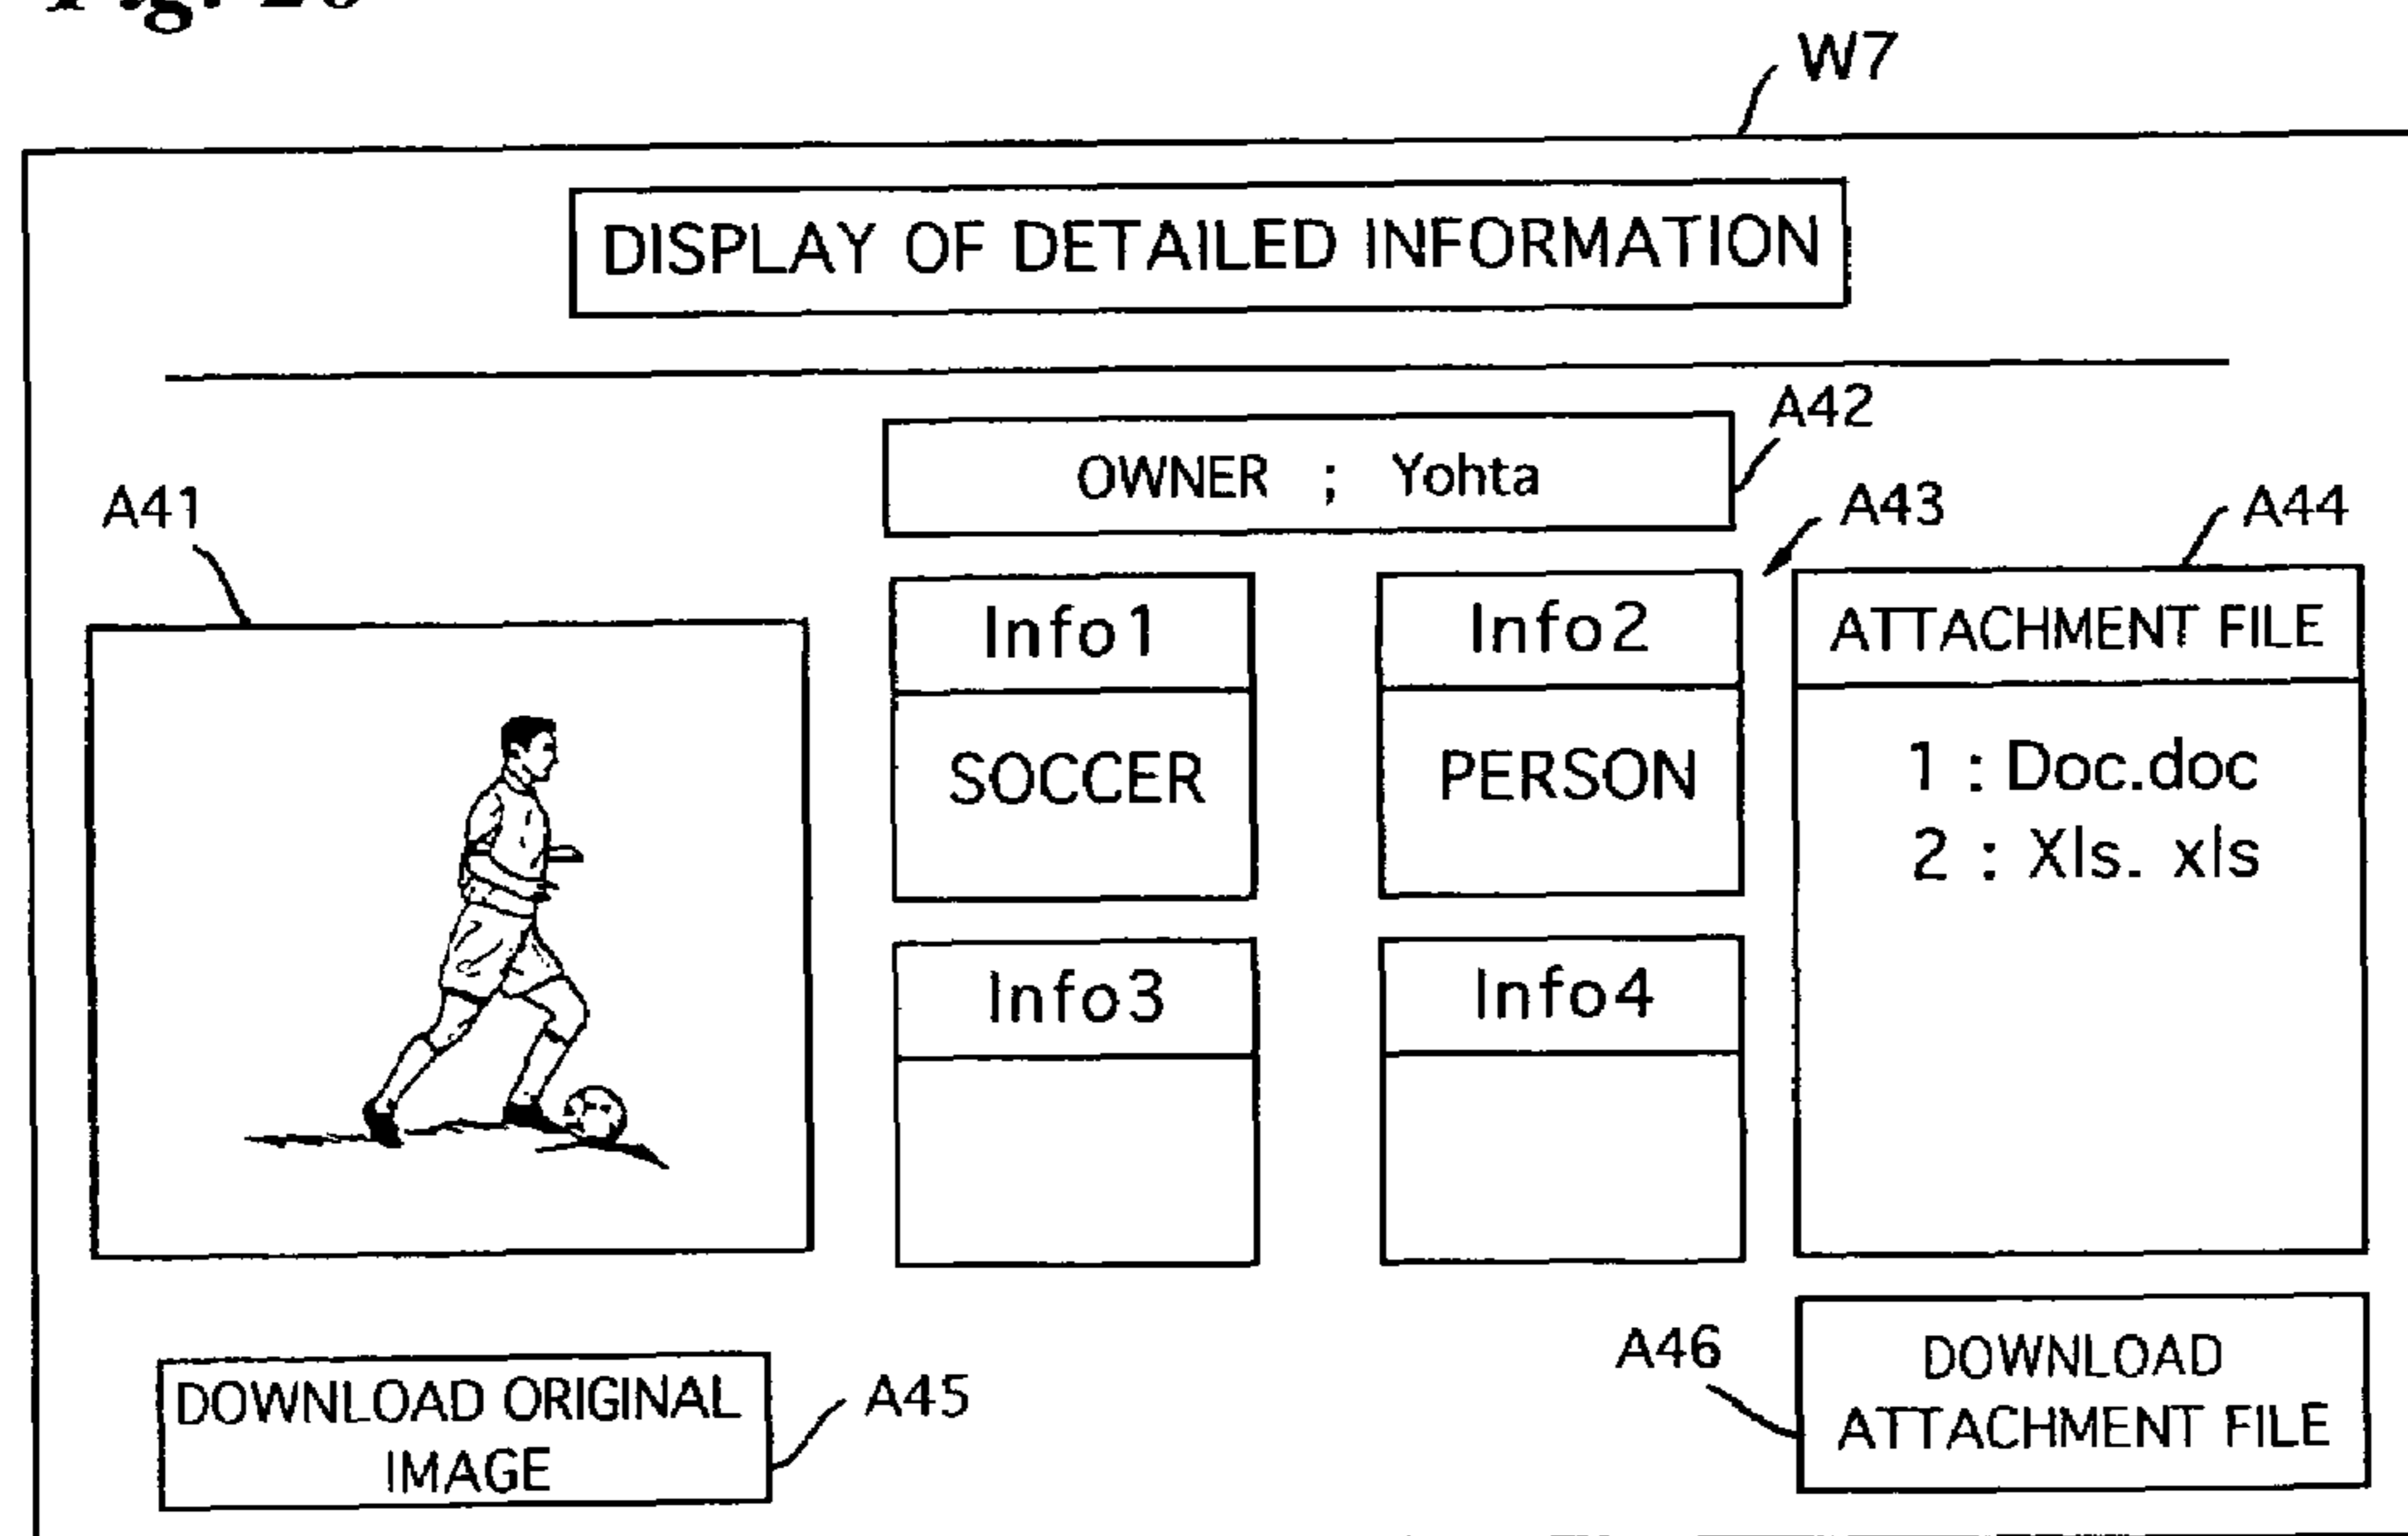 W7
DISPLAY OF DETAILED INFORMATION
A42
OWNER ; Yohta
A41
A43
A44
Info1
Info2
ATTACHMENT FILE
SOCCER
PERSON
1 : Doc.doc
2 : Xls. xls
Info3
Info4
A46
DOWNLOAD
ATTACHMENT FILE
DOWNLOAD ORIGINAL
IMAGE
A45